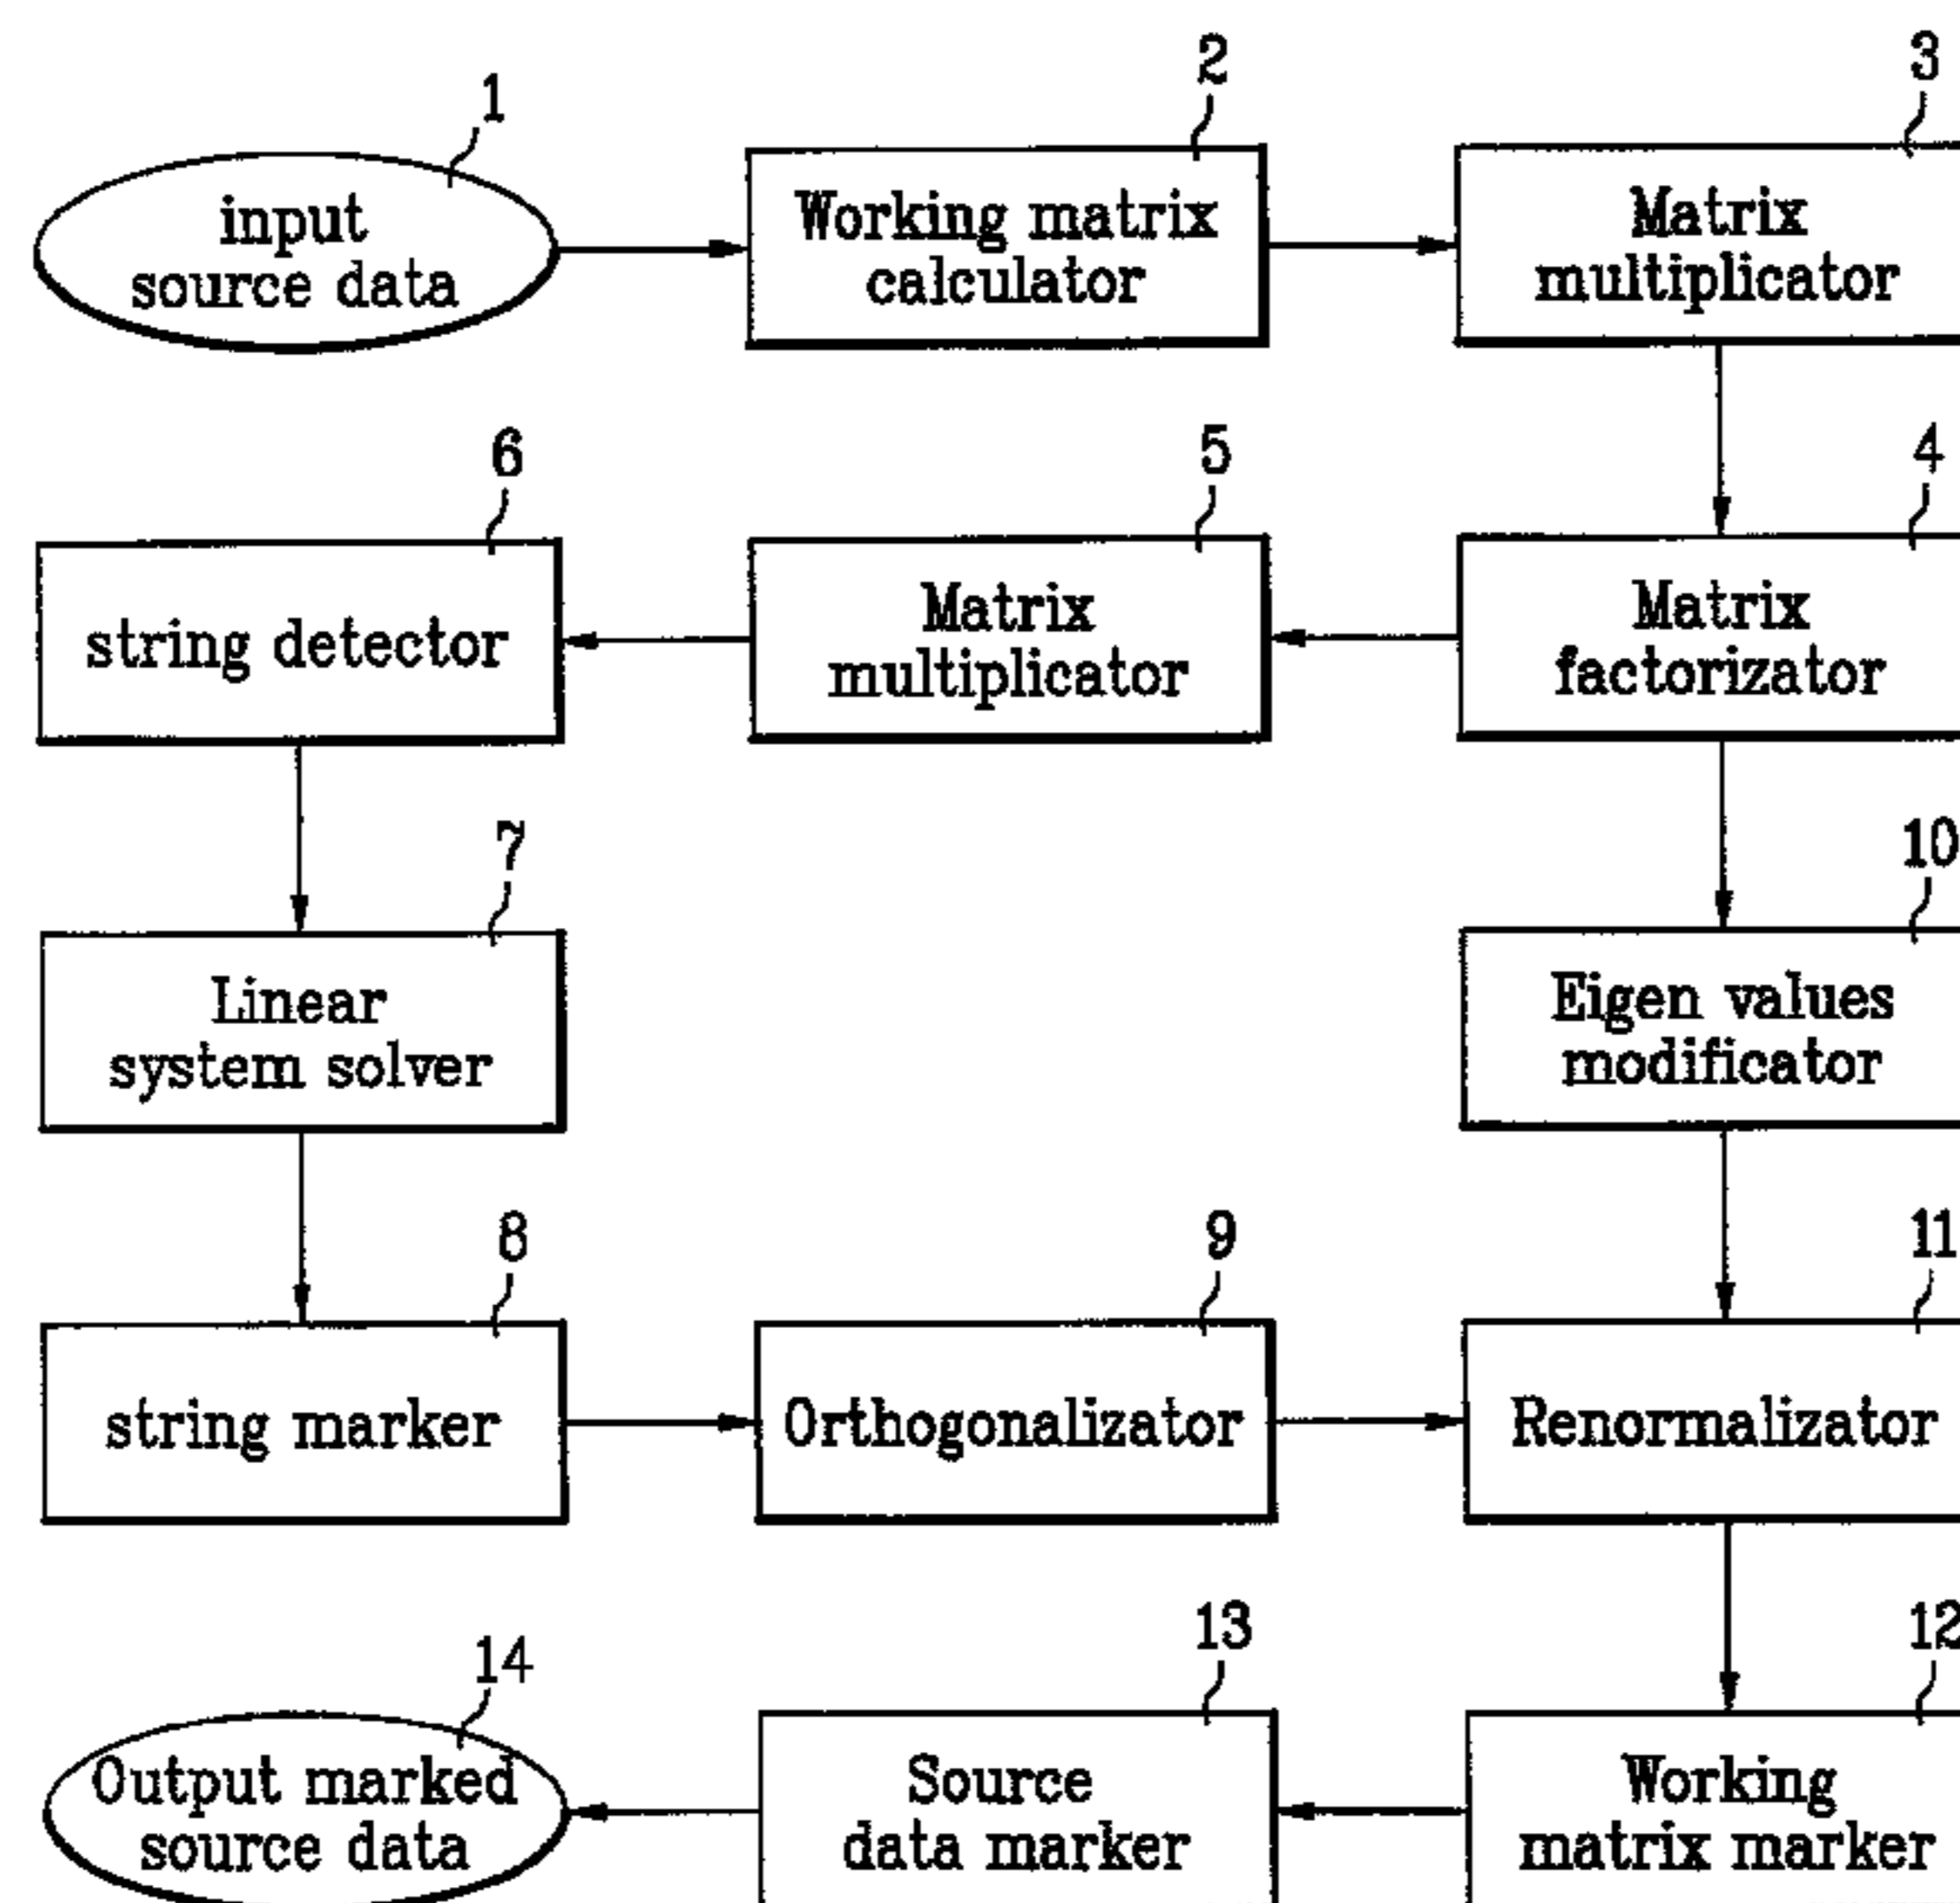 1
input
source data
2
Working matrix
calculator
3
Matrix
multiplicator
6
string detector
5
Matrix
multiplicator
4
Matrix
factorizator
7
Linear
system solver
10
Eigen values
modificator
8
string marker
9
Orthogonalizator
11
Renormalizator
14
Output marked
source data
13
Source
data marker
12
Working
matrix marker